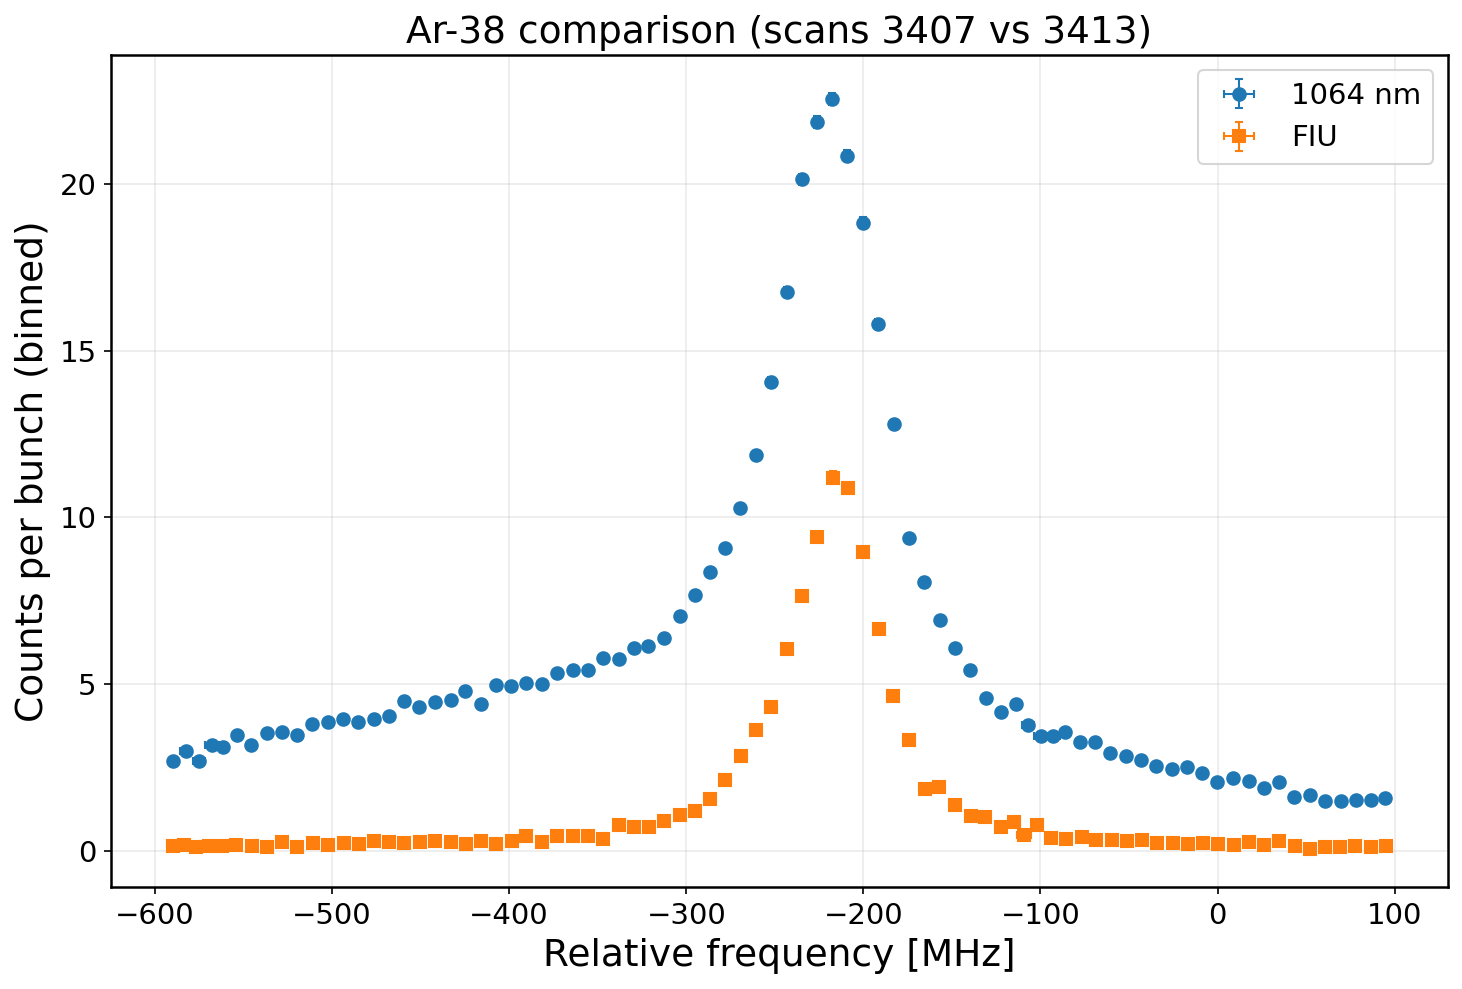 Ar-38 comparison (scans 3407 vs 3413)
1064 nm
FIU
Counts per bunch (binned)
20
15
10
5
0
−600
−500
−400
−300
−200
−100
0
100
Relative frequency [MHz]